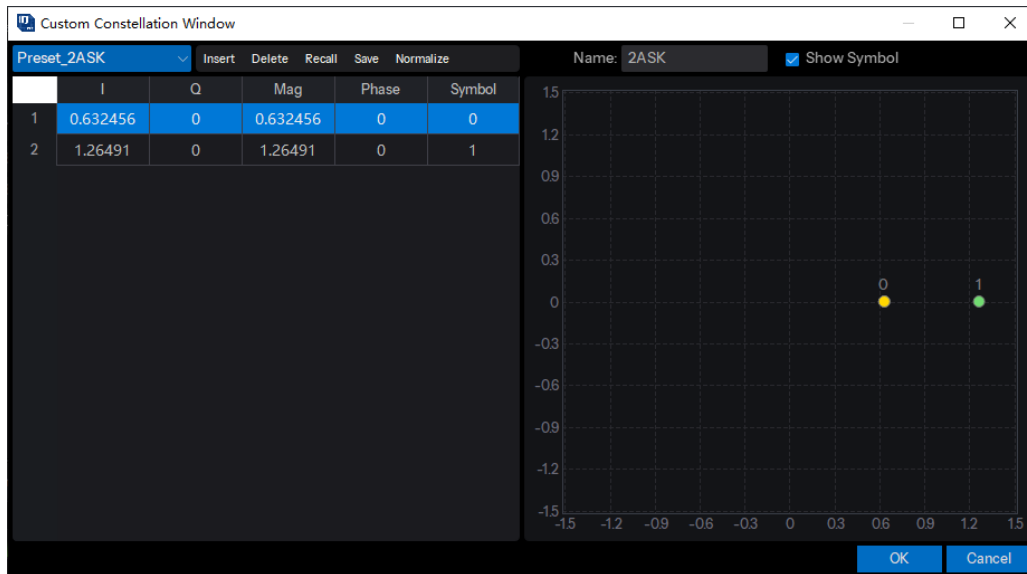 Custom Constellation Window
Preset_2ASK Insert Delete Recall Save Normalize Name: 2ASK Show Symbol
I Q Mag Phase Symbol
1 0.632456 0 0.632456 0 0
2 1.26491 0 1.26491 0 1
1.5
1.2
0.9
0.6
0.3
0
-0.3
-0.6
-0.9
-1.2
-1.5
0 1
-1.5 -1.2 -0.9 -0.6 -0.3 0 0.3 0.6 0.9 1.2 1.5
OK Cancel